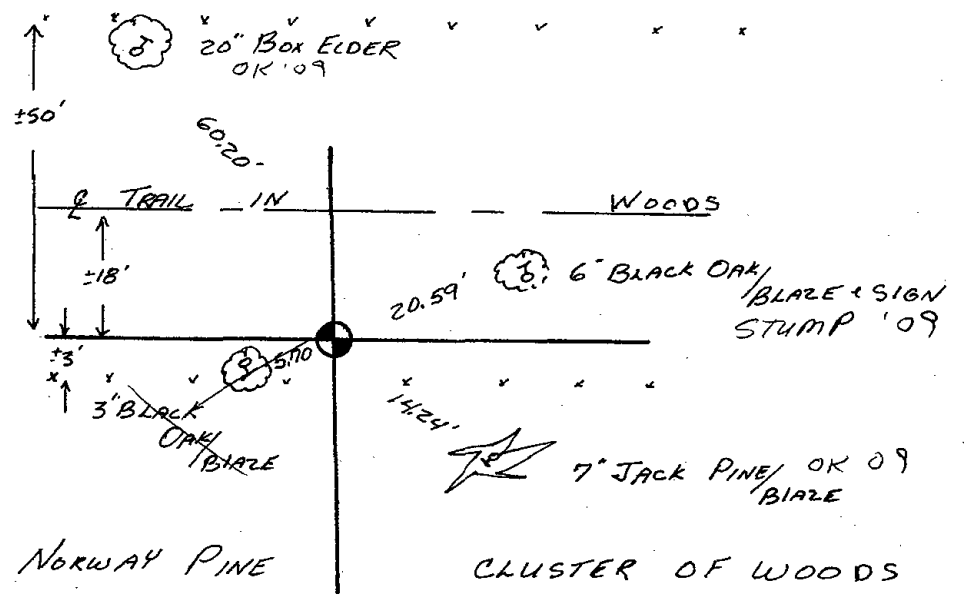 20" BOX ELDER
OK '09
±50'
60.20'
℄ TRAIL IN WOODS
±18'
20.59'
6" BLACK OAK/
BLAZE & SIGN
STUMP '09
±3'
5.70
3" BLACK
OAK/
BLAZE
14.24'
7" JACK PINE/ OK 09
BLAZE
NORWAY PINE
CLUSTER OF WOODS